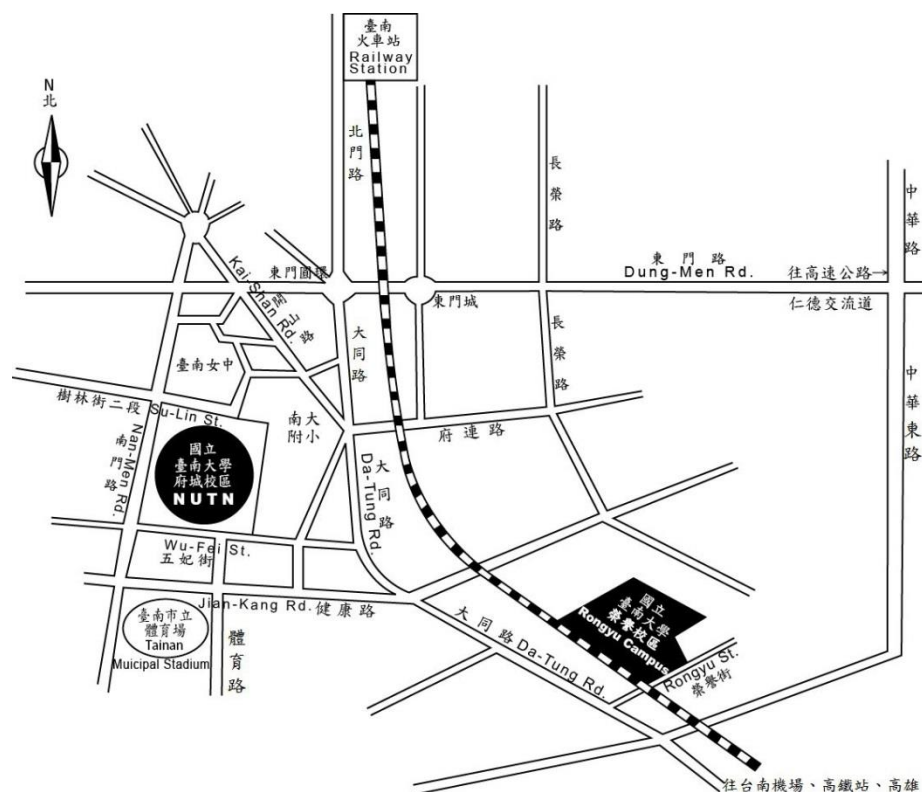 臺南
火車站
Railway
Station
N
北
北
門
路
長
榮
路
中
華
路
東門路
Dung-Men Rd.
往高速公路→
仁德交流道
東門圓環
東門城
Kai-Shan Rd.
開山路
大
同
路
長
榮
路
中
華
東
路
臺南女中
樹林街二段 Su-Lin St.
南大
附小
府連路
Nan-Men Rd.
南
門
路
國立
臺南大學
府城校區
NUTN
大
同
路
Da-Tung Rd.
Wu-Fei St.
五妃街
Jian-Kang Rd. 健康路
臺南市立
體育場
Tainan
Muicipal Stadium
體
育
路
大同路 Da-Tung Rd.
國立
臺南大學
榮譽校區
Rongyu Campus
Rongyu St.
榮譽街
往台南機場、高鐵站、高雄